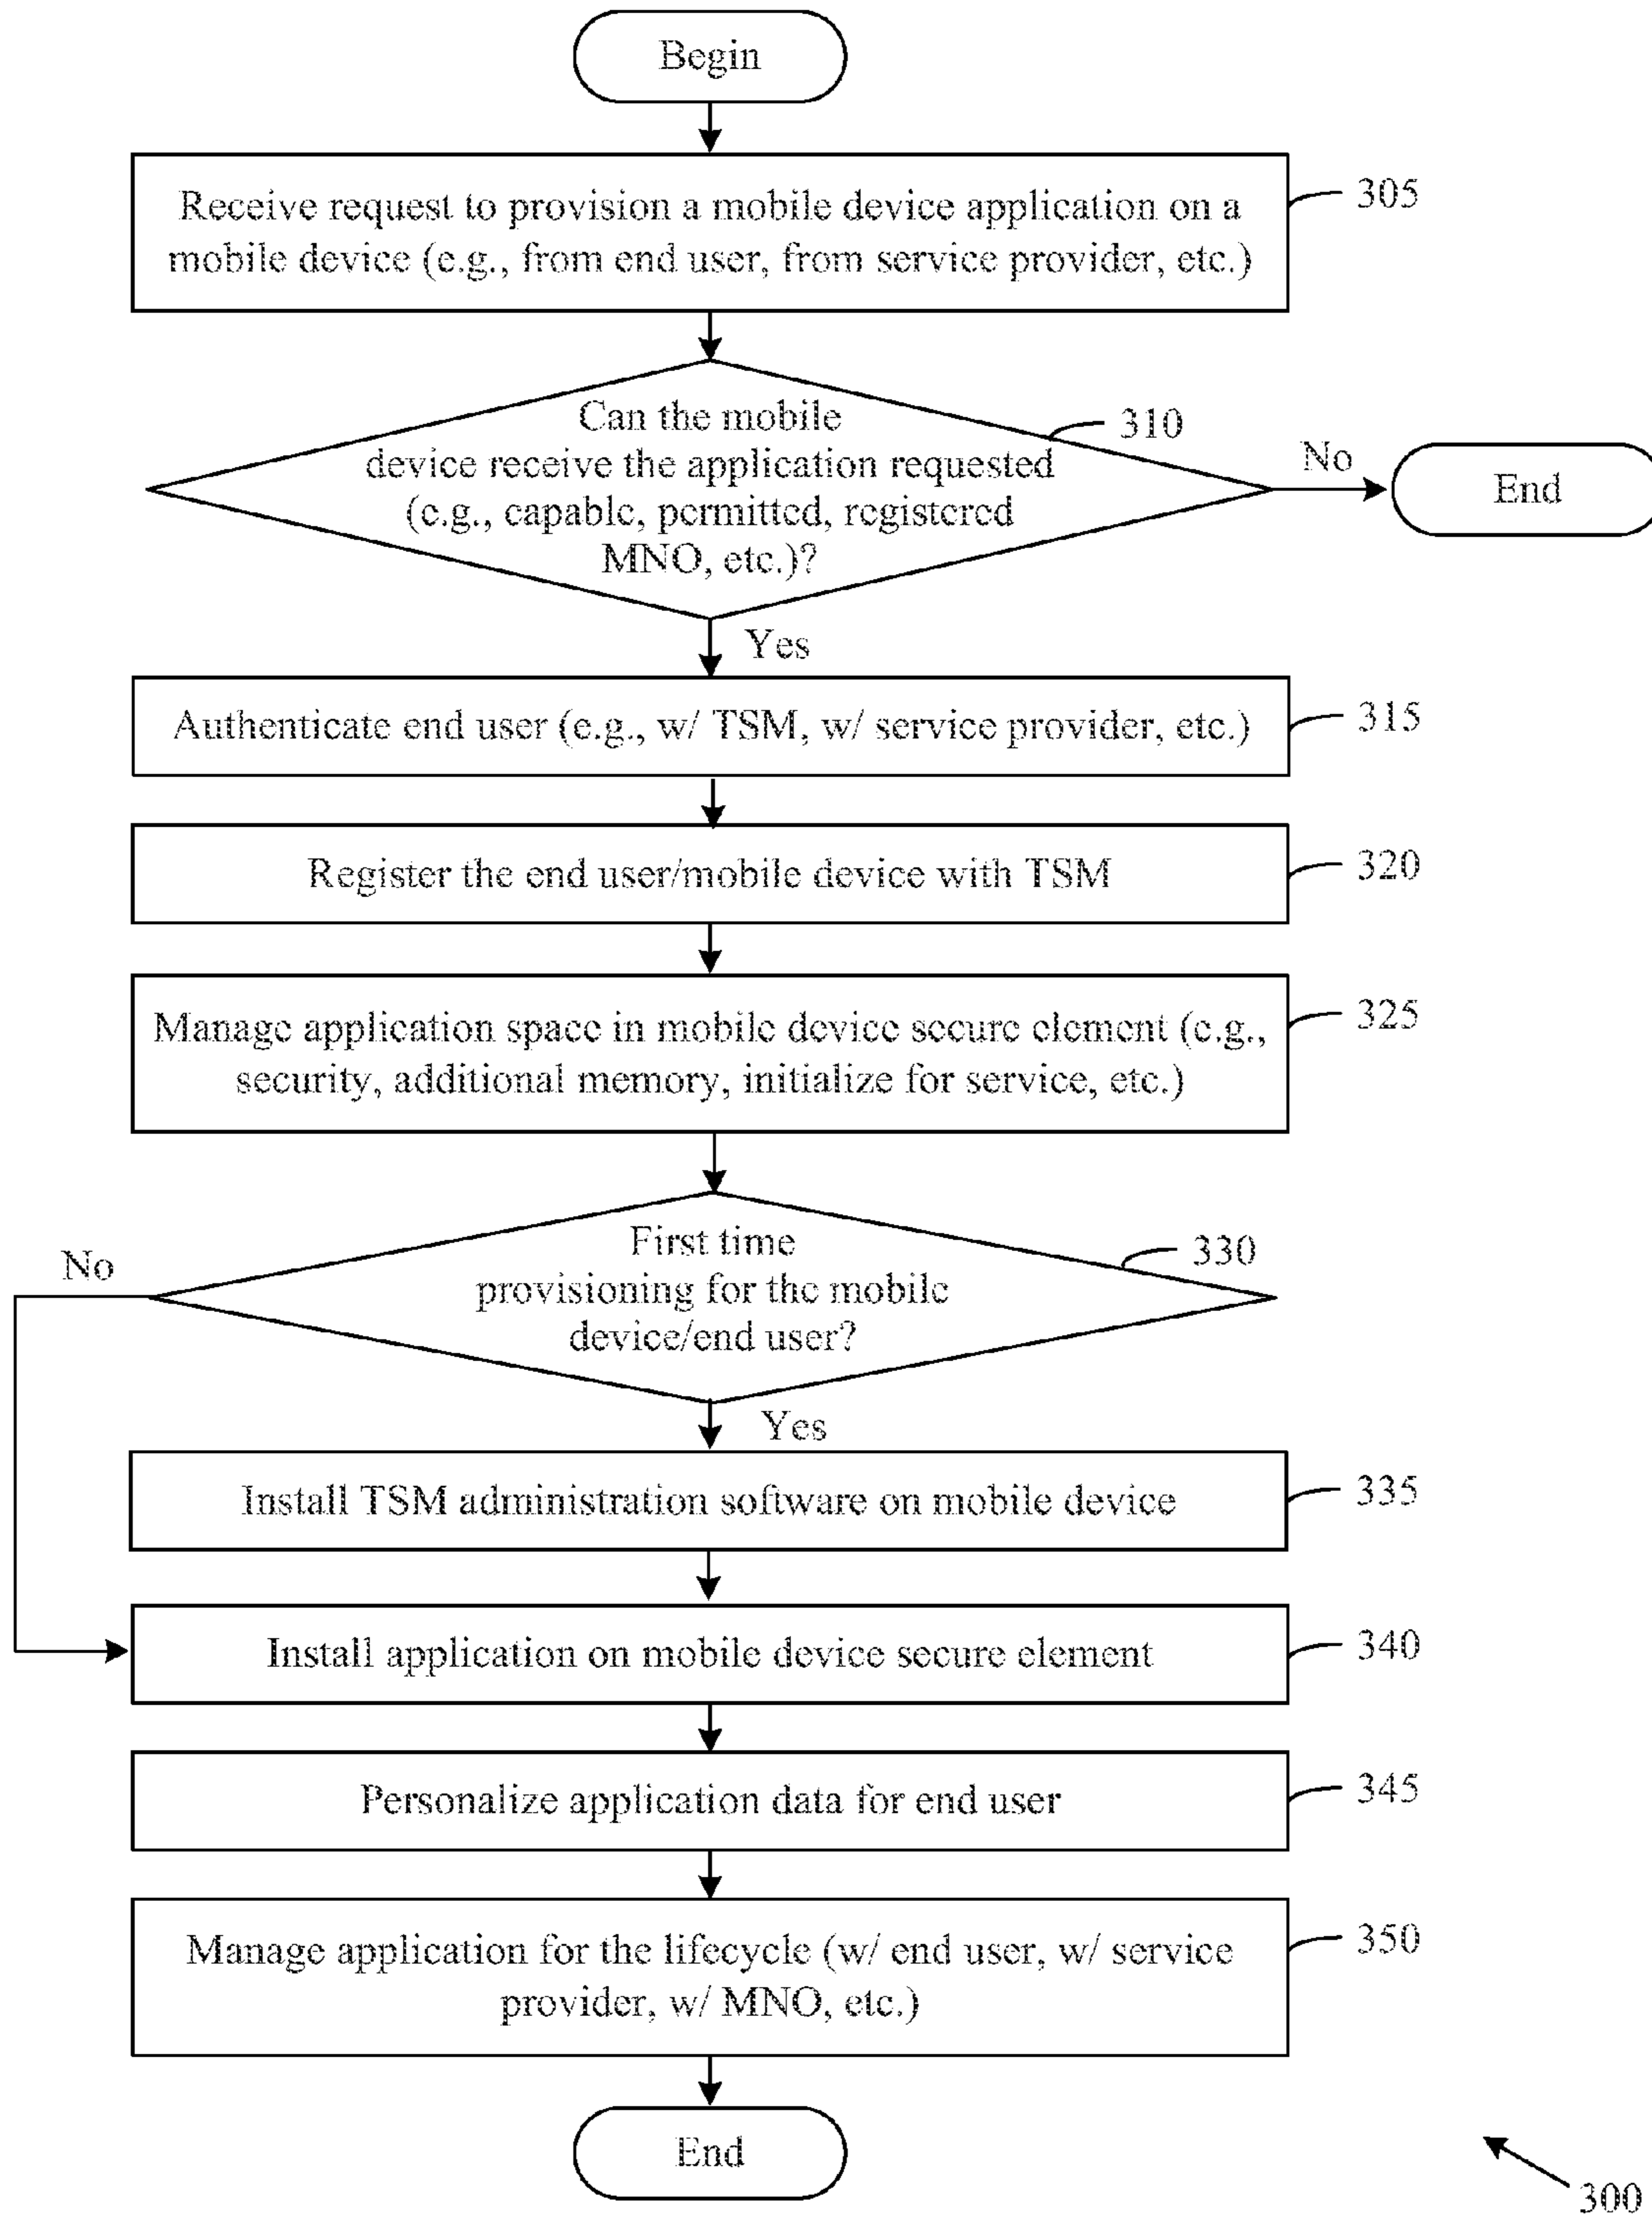 Begin
Receive request to provision a mobile device application on a
mobile device (e.g., from end user, from service provider, etc.)
305
Can the mobile
device receive the application requested
(e.g., capable, permitted, registered
MNO, etc.)?
310
No
End
Yes
Authenticate end user (e.g., w/ TSM, w/ service provider, etc.)
315
Register the end user/mobile device with TSM
320
Manage application space in mobile device secure element (e.g.,
security, additional memory, initialize for service, etc.)
325
First time
provisioning for the mobile
device/end user?
330
No
Yes
Install TSM administration software on mobile device
335
Install application on mobile device secure element
340
Personalize application data for end user
345
Manage application for the lifecycle (w/ end user, w/ service
provider, w/ MNO, etc.)
350
End
300